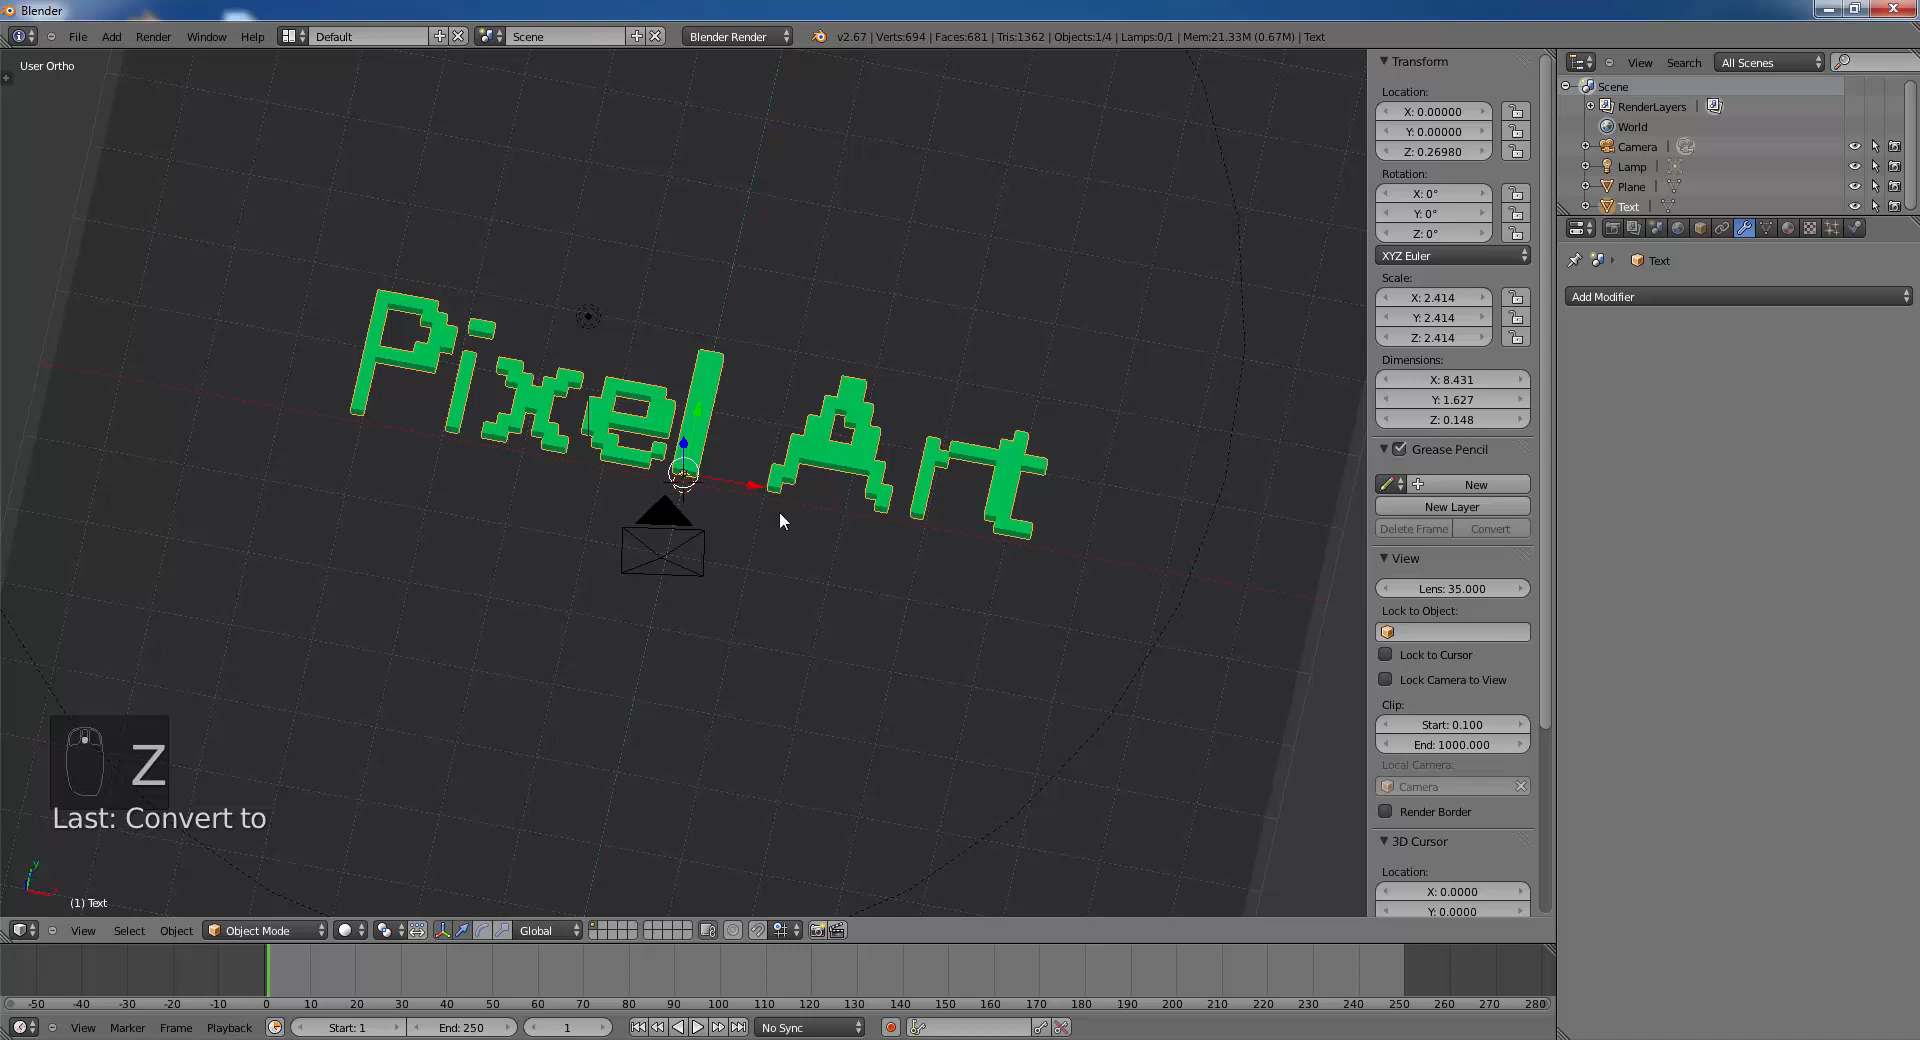 Blender
File Add Render Window Help Default Scene Blender Render v2.67 | Verts:694 | Faces:681 | Tris:1362 | Objects:1/4 | Lamps:0/1 | Mem:21.33M (0.67M) | Text
User Ortho
Pixel Art
Z
Last: Convert to
y
(1) Text
Transform
Location:
X: 0.00000
Y: 0.00000
Z: 0.26980
Rotation:
X: 0°
Y: 0°
Z: 0°
XYZ Euler
Scale:
X: 2.414
Y: 2.414
Z: 2.414
Dimensions:
X: 8.431
Y: 1.627
Z: 0.148
Grease Pencil
New
New Layer
Delete Frame Convert
View
Lens: 35.000
Lock to Object:
Lock to Cursor
Lock Camera to View
Clip:
Start: 0.100
End: 1000.000
Local Camera:
Camera
Render Border
3D Cursor
Location:
X: 0.0000
Y: 0.0000
View Search All Scenes
Scene
RenderLayers |
World
Camera |
Lamp |
Plane |
Text |
Text
Add Modifier
View Select Object Object Mode Global
-50 -40 -30 -20 -10 0 10 20 30 40 50 60 70 80 90 100 110 120 130 140 150 160 170 180 190 200 210 220 230 240 250 260 270 280
View Marker Frame Playback Start: 1 End: 250 1 No Sync